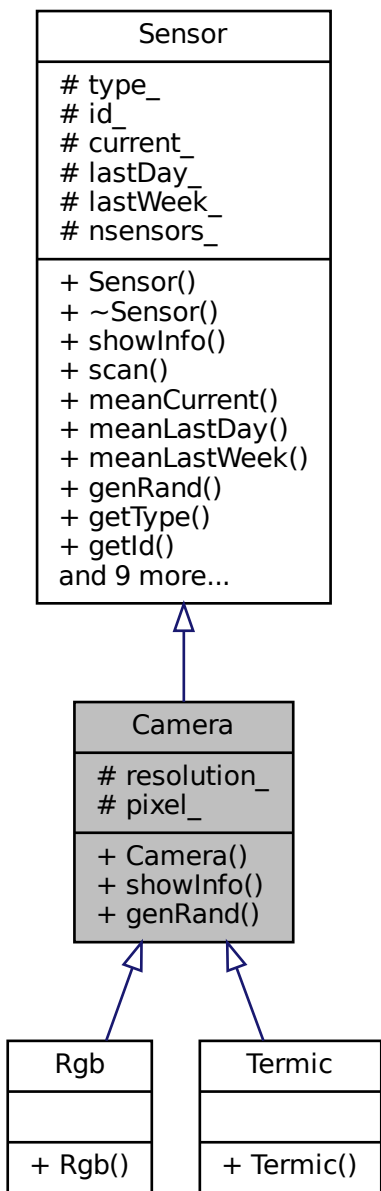 Sensor
# type_
# id_
# current_
# lastDay_
# lastWeek_
# nsensors_
+ Sensor()
+ ~Sensor()
+ showInfo()
+ scan()
+ meanCurrent()
+ meanLastDay()
+ meanLastWeek()
+ genRand()
+ getType()
+ getId()
and 9 more...
Camera
# resolution_
# pixel_
+ Camera()
+ showInfo()
+ genRand()
Rgb
+ Rgb()
Termic
+ Termic()